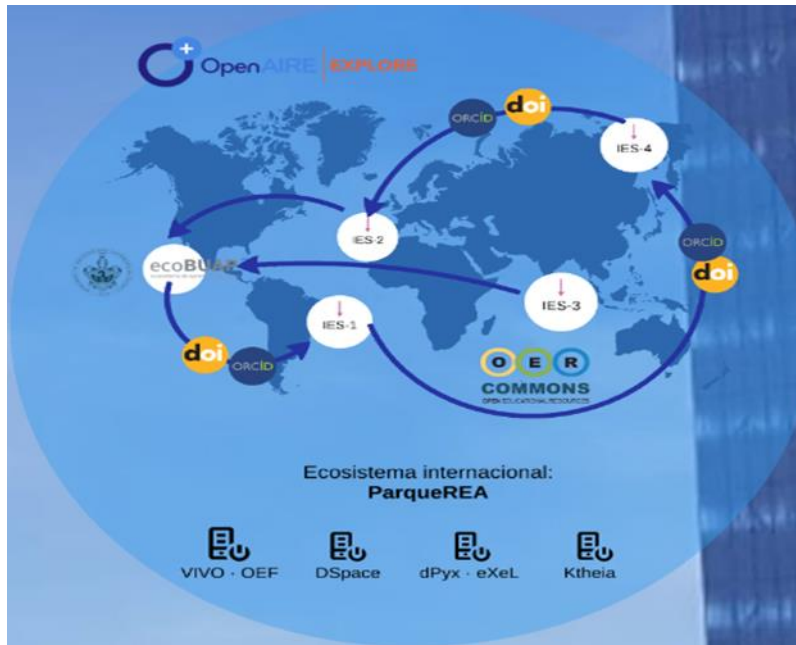 OpenAIRE | EXPLORE
ORCID
doi
IES-4
IES-2
ecoBUAP
ORCID
doi
IES-3
IES-1
doi
ORCID
OER
COMMONS
OPEN EDUCATIONAL RESOURCES
Ecosistema internacional:
ParqueREA
VIVO · OEF
DSpace
dPyx · eXeL
Ktheia